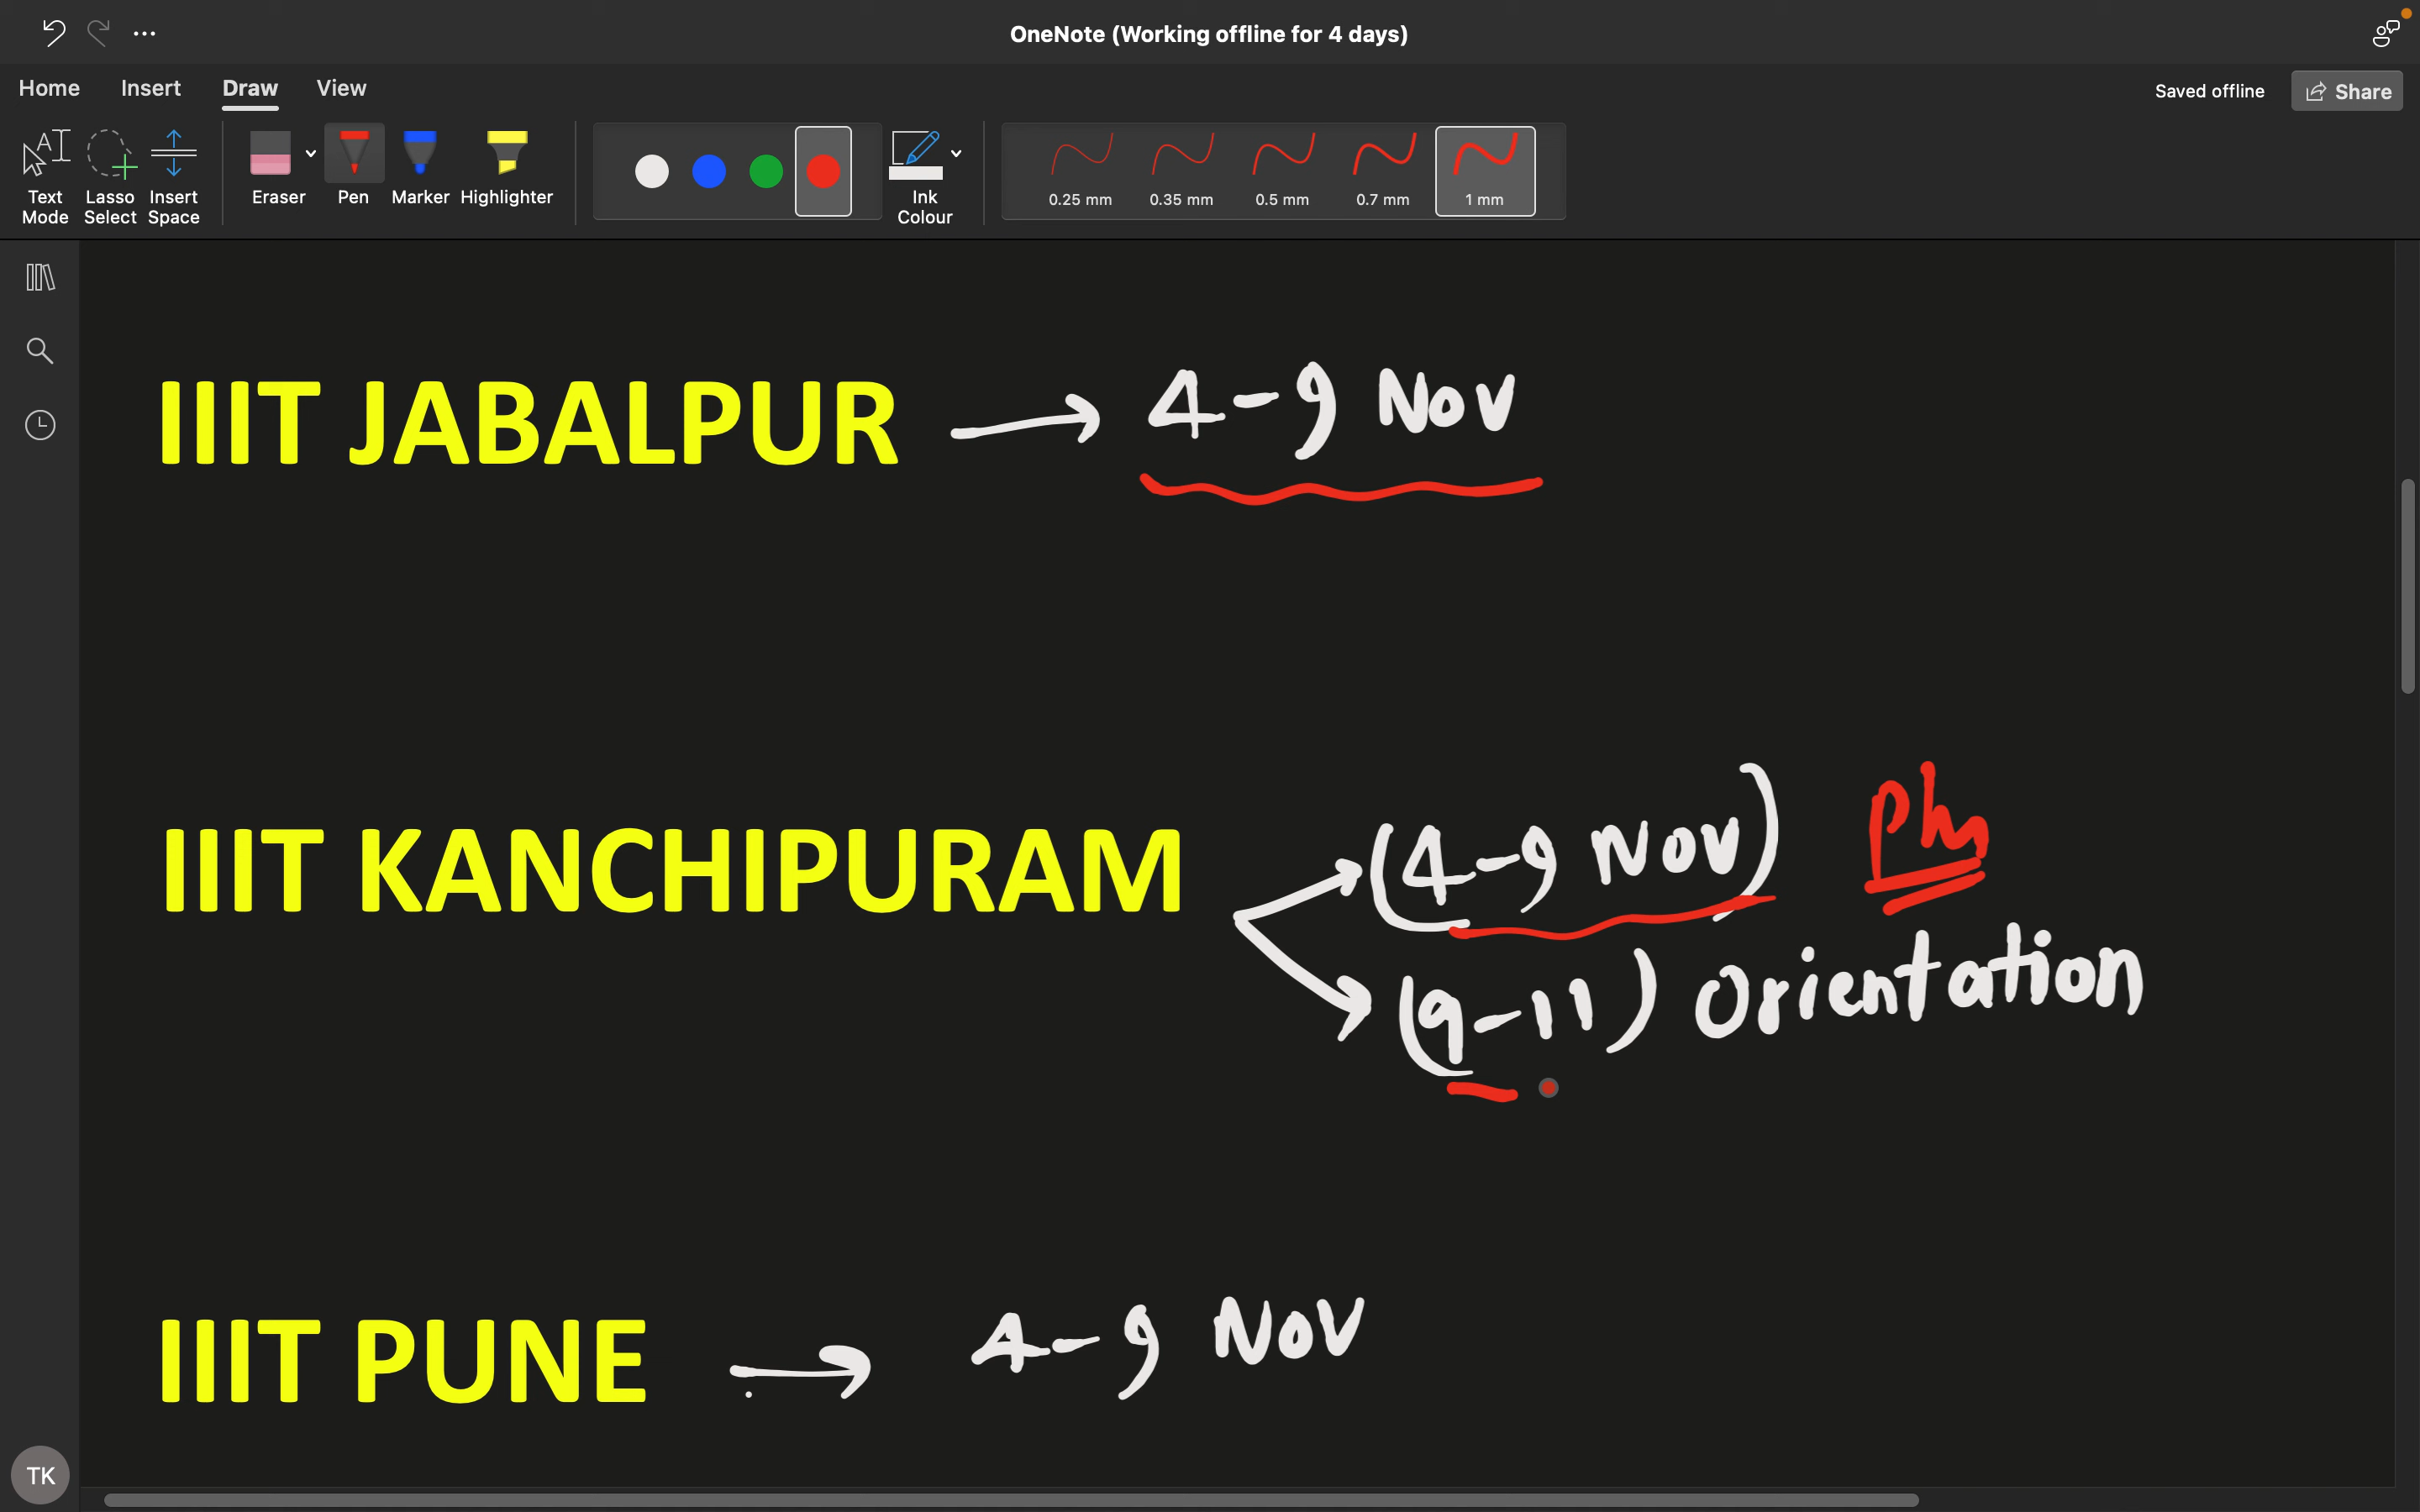 OneNote (Working offline for 4 days)
Home Insert Draw View Saved offline Share
Text Mode Lasso Select Insert Space Eraser Pen Marker Highlighter Ink Colour 0.25 mm 0.35 mm 0.5 mm 0.7 mm 1 mm
IIIT JABALPUR → 4-9 Nov
IIIT KANCHIPURAM (4-9 NOV) Phy
(9-11) Orientation
IIIT PUNE → 4-9 NOV
TK